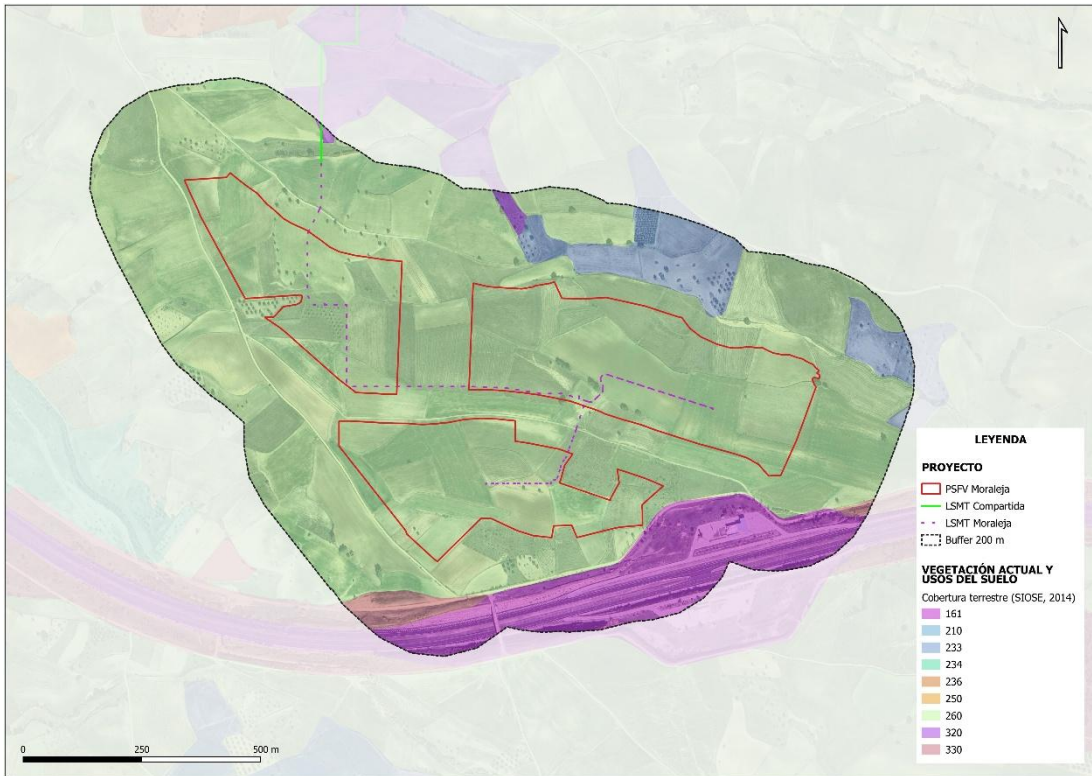 LEYENDA
PROYECTO
PSFV Moraleja
LSMT Compartida
LSMT Moraleja
Buffer 200 m
VEGETACIÓN ACTUAL Y
USOS DEL SUELO
Cobertura terrestre (SIOSE, 2014)
161
210
233
234
236
250
260
320
330
0 250 500 m